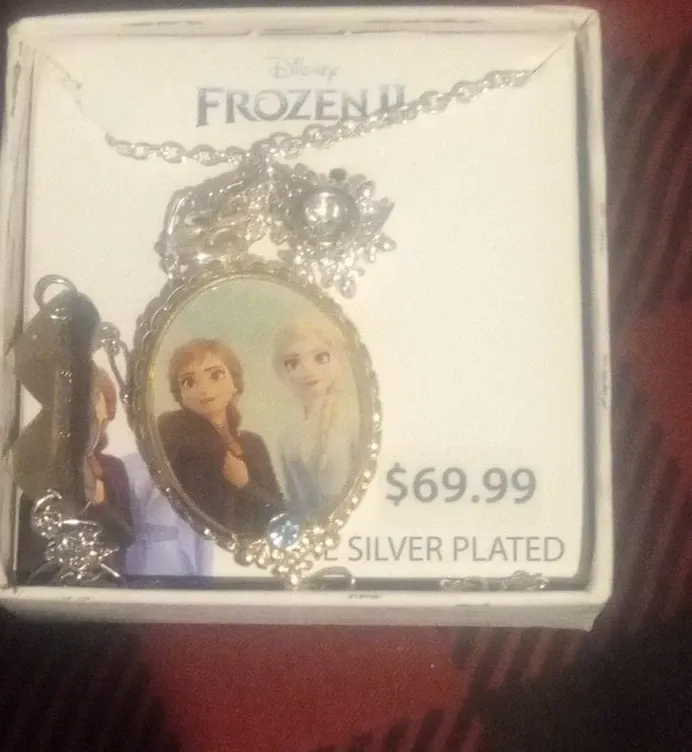 Disney
FROZEN II
$69.99
SILVER PLATED